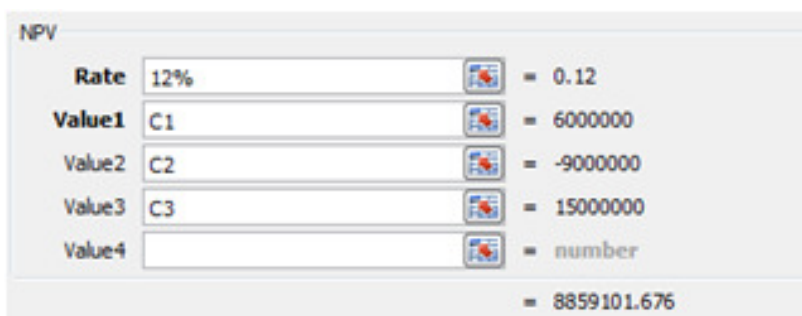 NPV
Rate 12% = 0.12
Value1 C1 = 6000000
Value2 C2 = -9000000
Value3 C3 = 15000000
Value4 = number
= 8859101.676